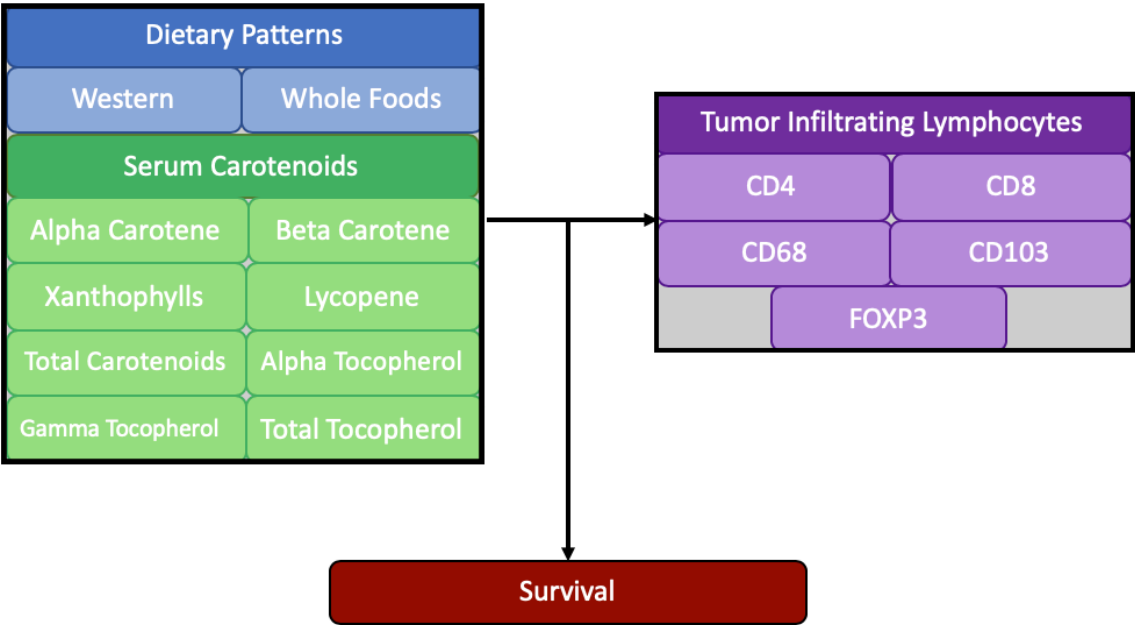 Dietary Patterns
Western
Whole Foods
Serum Carotenoids
Alpha Carotene
Beta Carotene
Xanthophylls
Lycopene
Total Carotenoids
Alpha Tocopherol
Gamma Tocopherol
Total Tocopherol
Tumor Infiltrating Lymphocytes
CD4
CD8
CD68
CD103
FOXP3
Survival